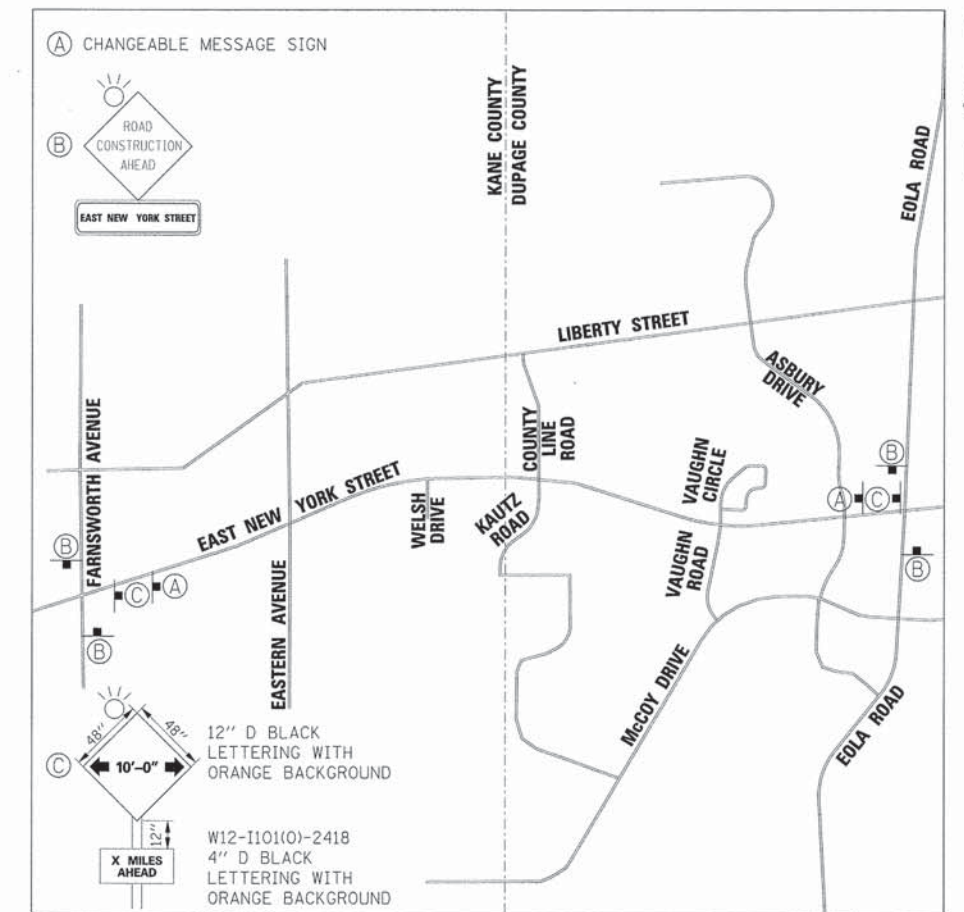 Ⓐ CHANGEABLE MESSAGE SIGN
Ⓑ
ROAD
CONSTRUCTION
AHEAD
EAST NEW YORK STREET
KANE COUNTY
DUPAGE COUNTY
EOLA ROAD
LIBERTY STREET
ASBURY
DRIVE
FARNSWORTH AVENUE
COUNTY
LINE
ROAD
VAUGHN
CIRCLE
EAST NEW YORK STREET
WELSH
DRIVE
KAUTZ
ROAD
VAUGHN
ROAD
Ⓑ
Ⓐ
Ⓒ
Ⓑ
Ⓑ
Ⓒ
Ⓐ
Ⓑ
EASTERN AVENUE
McCOY DRIVE
EOLA ROAD
Ⓒ
48"
48"
10'-0"
12"
X MILES
AHEAD
12" D BLACK
LETTERING WITH
ORANGE BACKGROUND
W12-I101(O)-2418
4" D BLACK
LETTERING WITH
ORANGE BACKGROUND